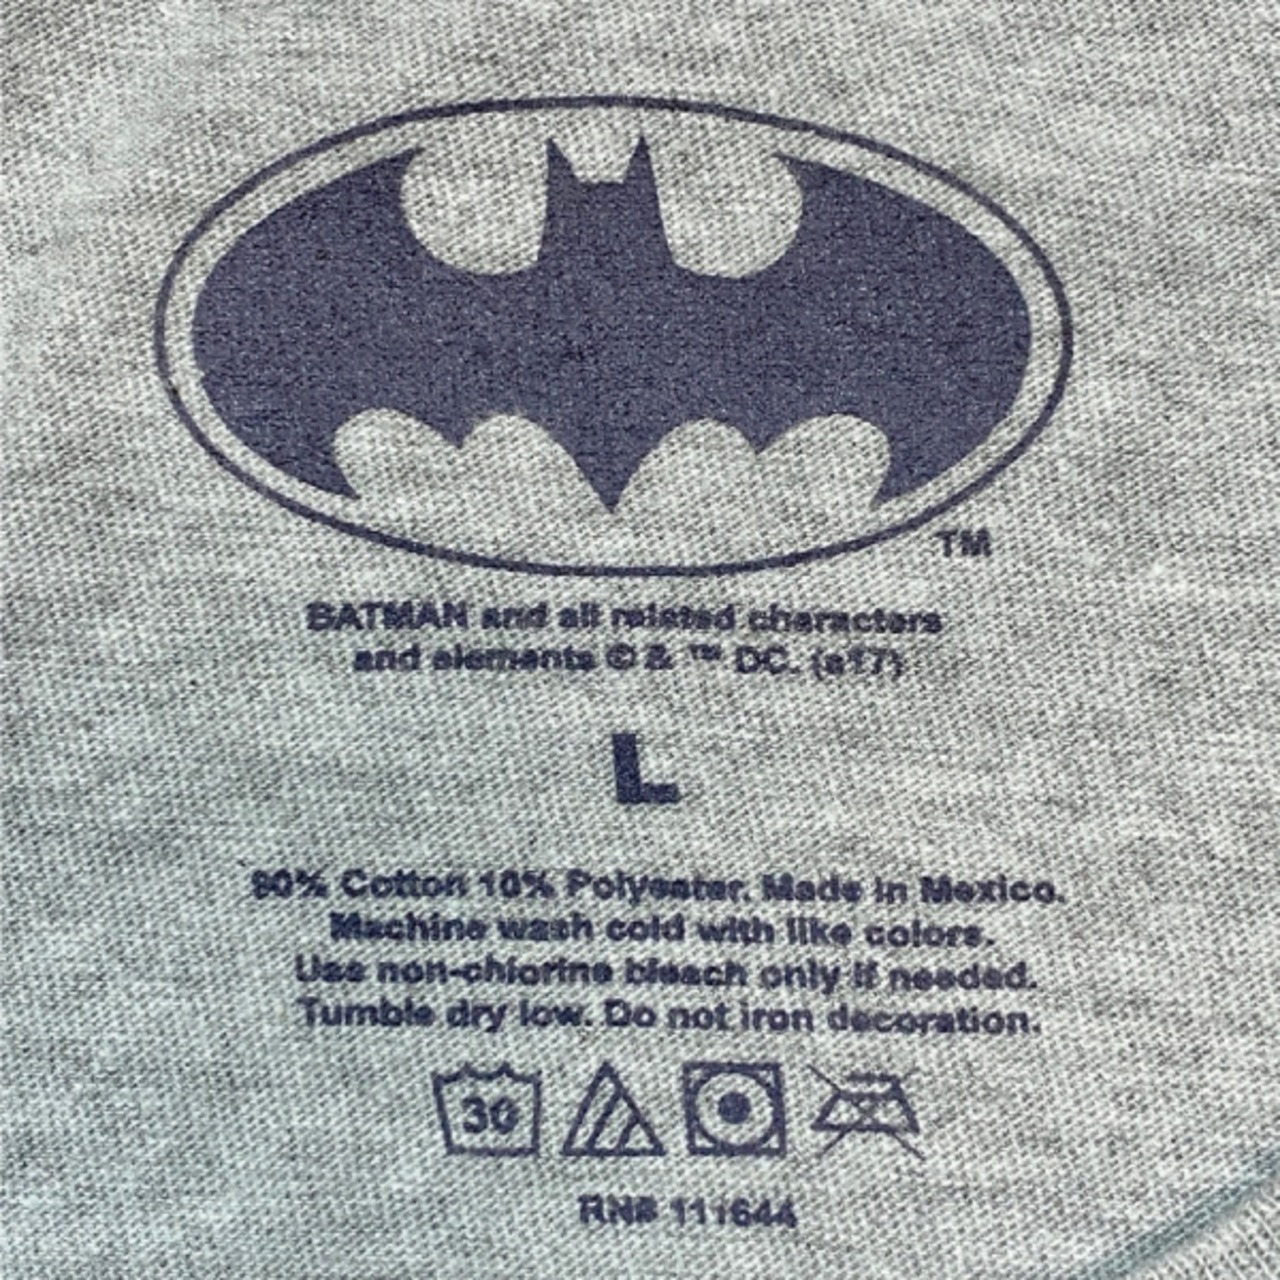 TM
BATMAN and all related characters
and elements © & ™ DC. (s17)
L
90% Cotton 10% Polyester. Made in Mexico.
Machine wash cold with like colors.
Use non-chlorine bleach only if needed.
Tumble dry low. Do not iron decoration.
30
RN# 111644